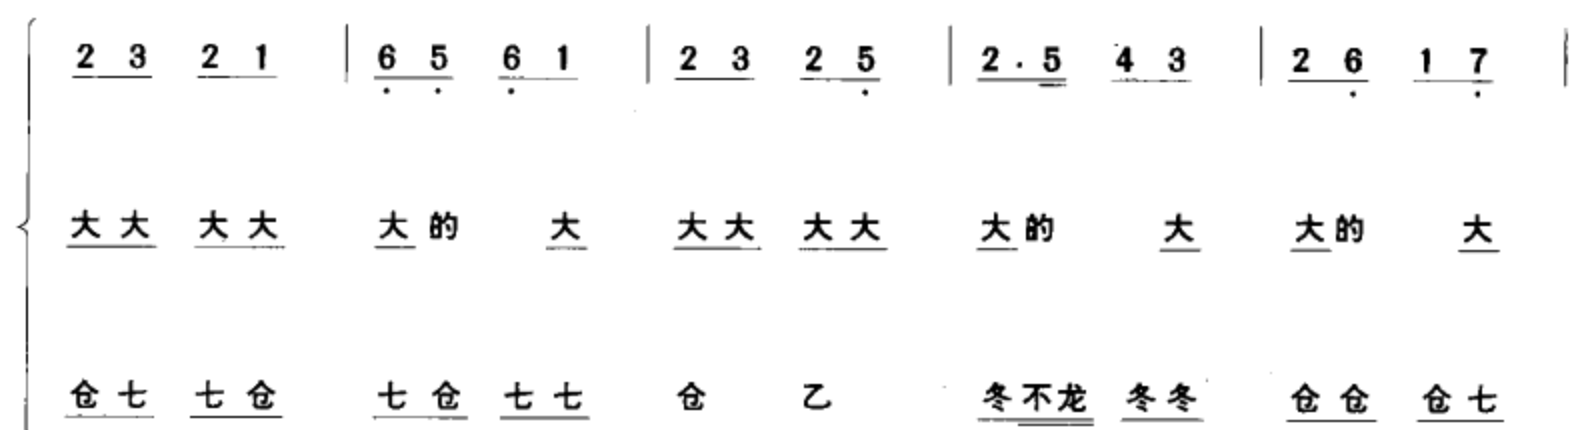 2 3 2 1 | 6 5 6 1 | 2 3 2 5 | 2 . 5 4 3 | 2 6 1 7 |
大大 大大 大的 大 大大 大大 大的 大 大的 大
仓七 七仓 七仓 七七 仓 乙 冬不龙 冬冬 仓仓 仓七